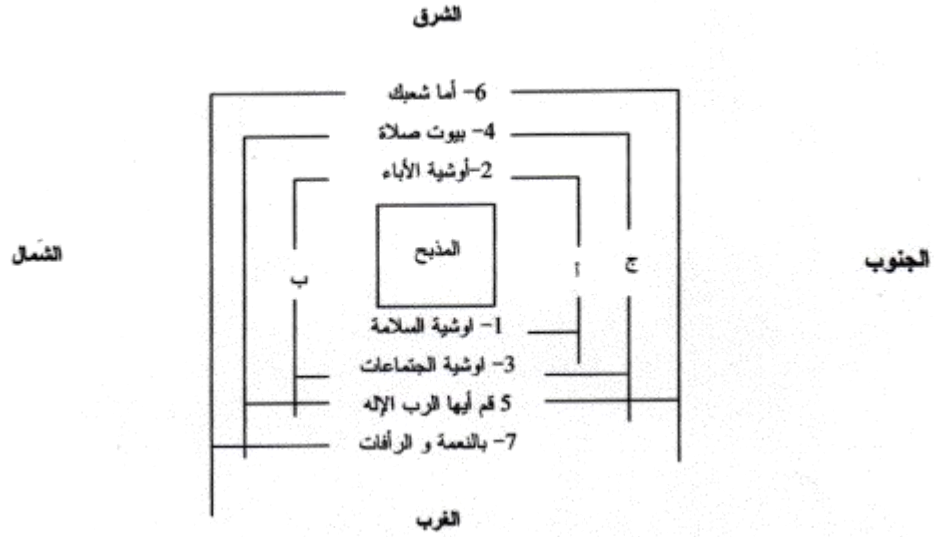 الشرق
6- أما شعبك
4- بيوت صلاة
2-أوشية الأباء
الجنوب
ج
أ
المذبح
ب
الشمال
1- اوشية السلامة
3- اوشية الجتماعات
5 قم أيها الرب الإله
7- بالنعمة و الرأفات
الغرب